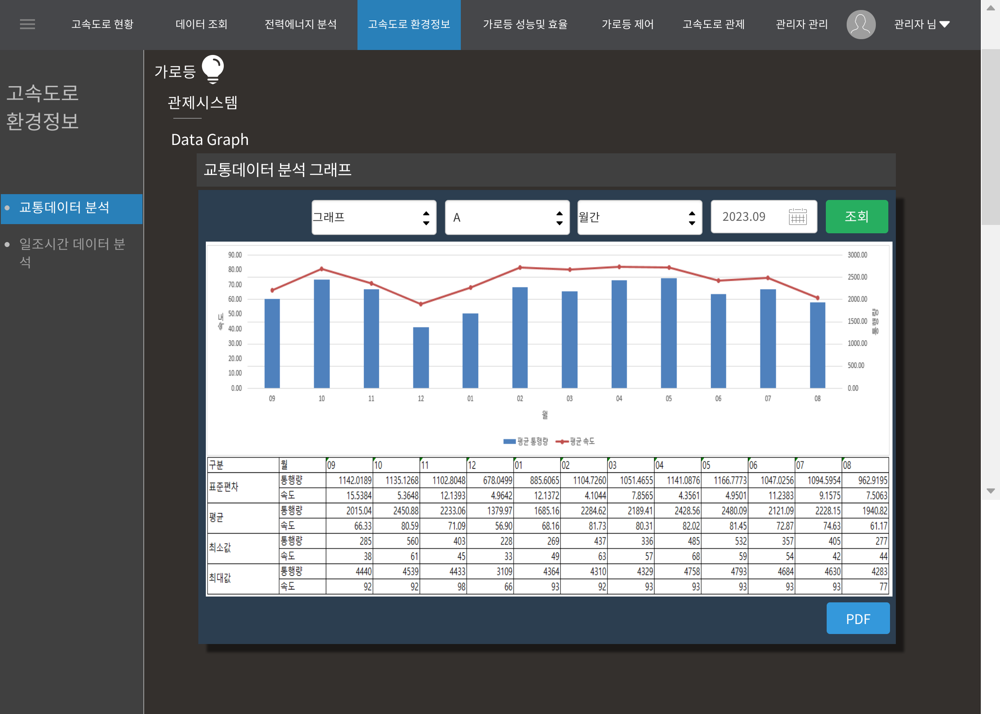 고속도로 현황 데이터 조회 전력에너지 분석 고속도로 환경정보 가로등 성능및 효율 가로등 제어 고속도로 관제 관리자 관리 관리자 님
고속도로
환경정보
교통데이터 분석
일조시간 데이터 분
석
가로등
관제시스템
Data Graph
교통데이터 분석 그래프
그래프 A 월간 2023.09 조회
90.00
80.00
70.00
60.00
50.00
40.00
30.00
20.00
10.00
0.00
속도
3000.00
2500.00
2000.00
1500.00
1000.00
500.00
0.00
통행량
09 10 11 12 01 02 03 04 05 06 07 08
월
평균 통행량 평균 속도
구분 월 09 10 11 12 01 02 03 04 05 06 07 08
표준편차 통행량 1142.0189 1135.1268 1102.8048 678.0499 885.6065 1104.7260 1051.4655 1141.0876 1166.7773 1047.0256 1094.5954 962.9195
속도 15.5384 5.3648 12.1393 4.9642 12.1372 4.1044 7.8565 4.3561 4.9501 11.2383 9.1575 7.5063
평균 통행량 2015.04 2450.88 2233.06 1379.97 1685.16 2284.62 2189.41 2428.56 2480.09 2121.09 2228.15 1940.82
속도 66.33 80.59 71.09 56.90 68.16 81.73 80.31 82.02 81.45 72.87 74.63 61.17
최소값 통행량 285 560 403 228 269 437 336 485 532 357 405 277
속도 38 61 45 33 49 63 57 68 59 54 42 44
최대값 통행량 4440 4539 4433 3109 4364 4310 4329 4758 4793 4684 4630 4283
속도 92 92 98 66 93 92 93 93 93 93 93 77
PDF